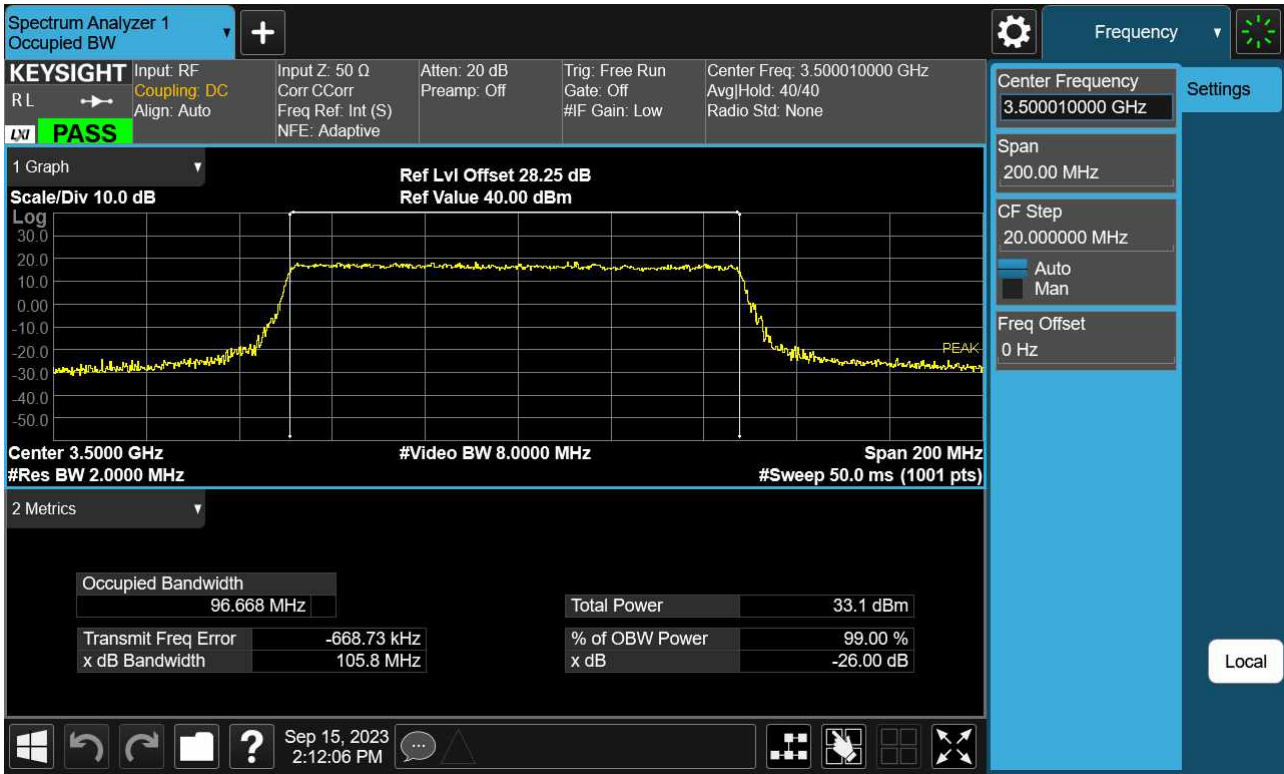 Spectrum Analyzer 1
Occupied BW
+
Frequency
KEYSIGHT
RL
LXI
PASS
Input: RF
Coupling: DC
Align: Auto
Input Z: 50 Ω
Corr CCorr
Freq Ref: Int (S)
NFE: Adaptive
Atten: 20 dB
Preamp: Off
Trig: Free Run
Gate: Off
#IF Gain: Low
Center Freq: 3.500010000 GHz
Avg|Hold: 40/40
Radio Std: None
Center Frequency
3.500010000 GHz
Settings
Span
200.00 MHz
CF Step
20.000000 MHz
Auto
Man
Freq Offset
0 Hz
Local
1 Graph
Ref Lvl Offset 28.25 dB
Scale/Div 10.0 dB
Ref Value 40.00 dBm
Log
30.0
20.0
10.0
0.00
-10.0
-20.0
-30.0
-40.0
-50.0
PEAK
Center 3.5000 GHz
#Video BW 8.0000 MHz
Span 200 MHz
#Res BW 2.0000 MHz
#Sweep 50.0 ms (1001 pts)
2 Metrics
Occupied Bandwidth
96.668 MHz
Total Power 33.1 dBm
Transmit Freq Error -668.73 kHz
% of OBW Power 99.00 %
x dB Bandwidth 105.8 MHz
x dB -26.00 dB
?
Sep 15, 2023
2:12:06 PM